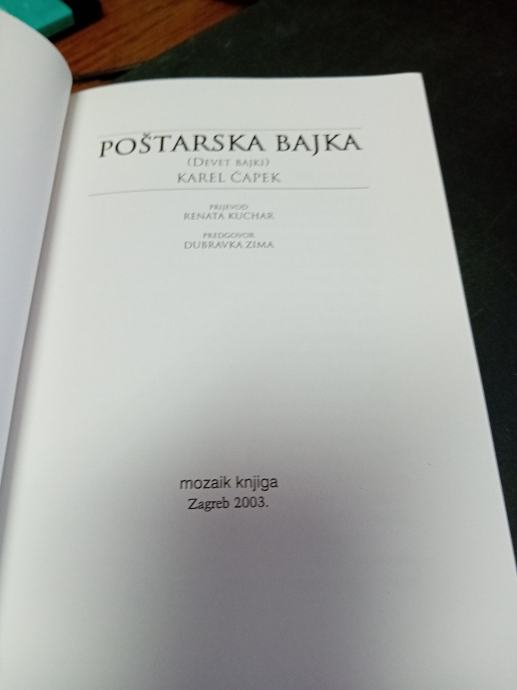 POŠTARSKA BAJKA
(DEVET BAJKI)
KAREL ČAPEK
PRIJEVOD
RENATA KUCHAR
PREDGOVOR
DUBRAVKA ZIMA
mozaik knjiga
Zagreb 2003.